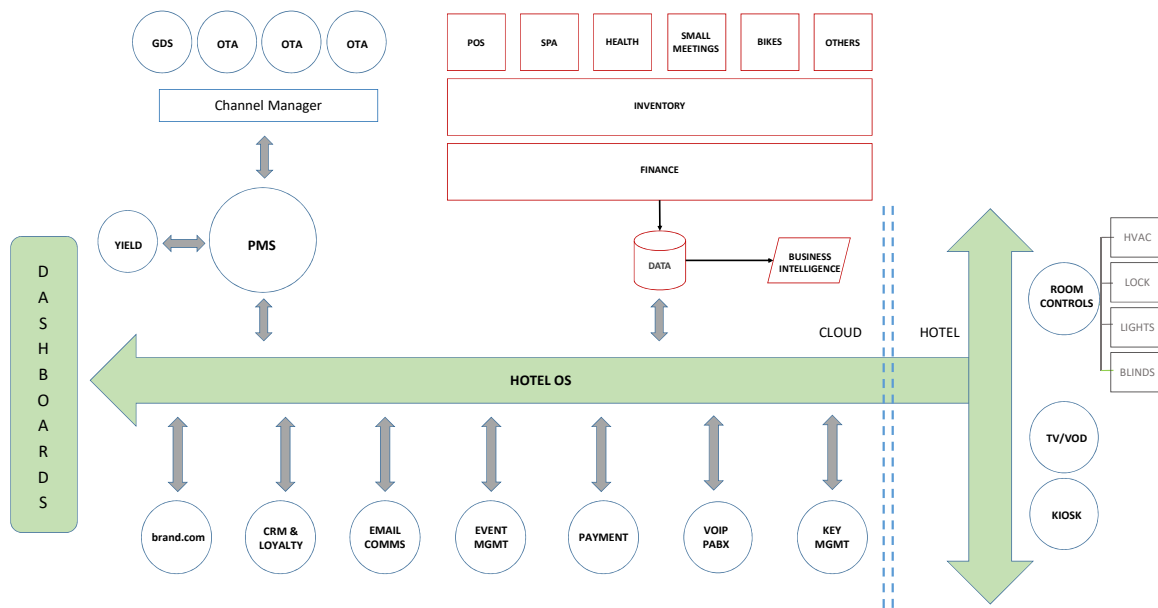 GDS
OTA
OTA
OTA
POS
SPA
HEALTH
SMALL
MEETINGS
BIKES
OTHERS
Channel Manager
INVENTORY
FINANCE
YIELD
PMS
DATA
BUSINESS
INTELLIGENCE
D
A
S
H
B
O
A
R
D
S
CLOUD
HOTEL
ROOM
CONTROLS
HVAC
LOCK
LIGHTS
BLINDS
HOTEL OS
TV/VOD
KIOSK
brand.com
CRM &
LOYALTY
EMAIL
COMMS
EVENT
MGMT
PAYMENT
VOIP
PABX
KEY
MGMT